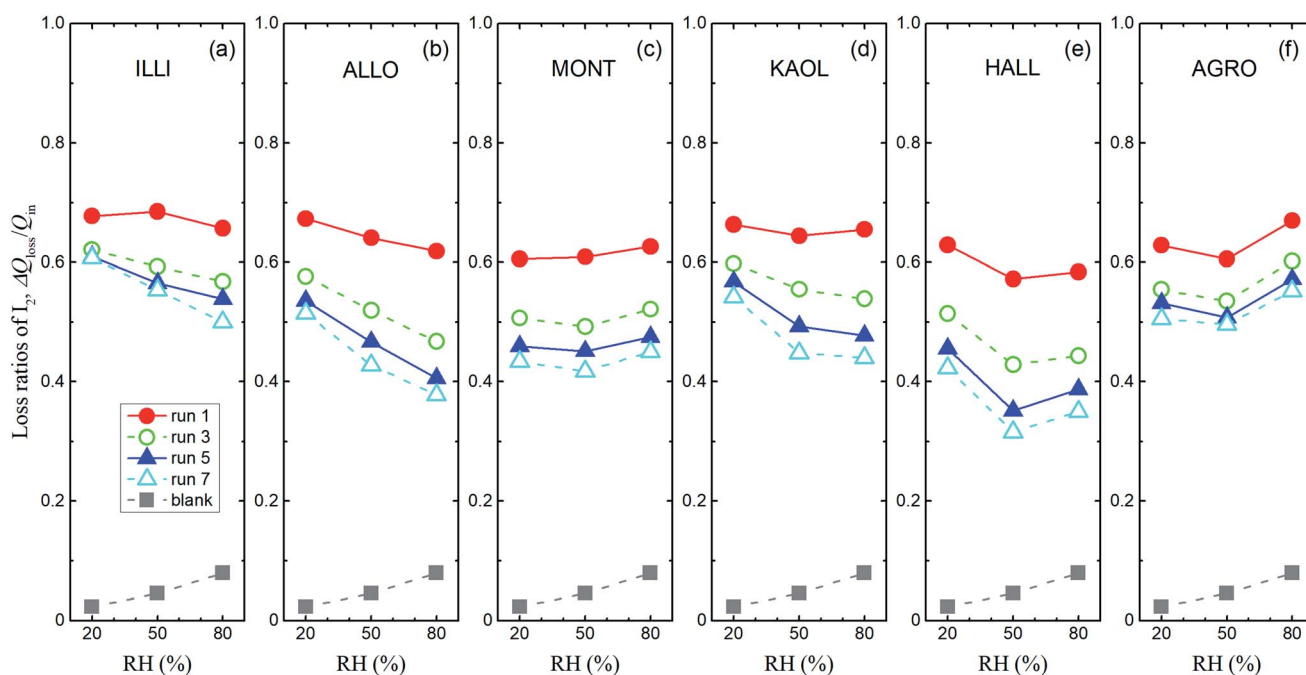 Loss ratios of I2, ΔQloss/Qin
1.0
0.8
0.6
0.4
0.2
0
(a)
ILLI
run 1
run 3
run 5
run 7
blank
20 50 80
RH (%)
1.0
0.8
0.6
0.4
0.2
0
(b)
ALLO
20 50 80
RH (%)
1.0
0.8
0.6
0.4
0.2
0
(c)
MONT
20 50 80
RH (%)
1.0
0.8
0.6
0.4
0.2
0
(d)
KAOL
20 50 80
RH (%)
1.0
0.8
0.6
0.4
0.2
0
(e)
HALL
20 50 80
RH (%)
1.0
0.8
0.6
0.4
0.2
0
(f)
AGRO
20 50 80
RH (%)